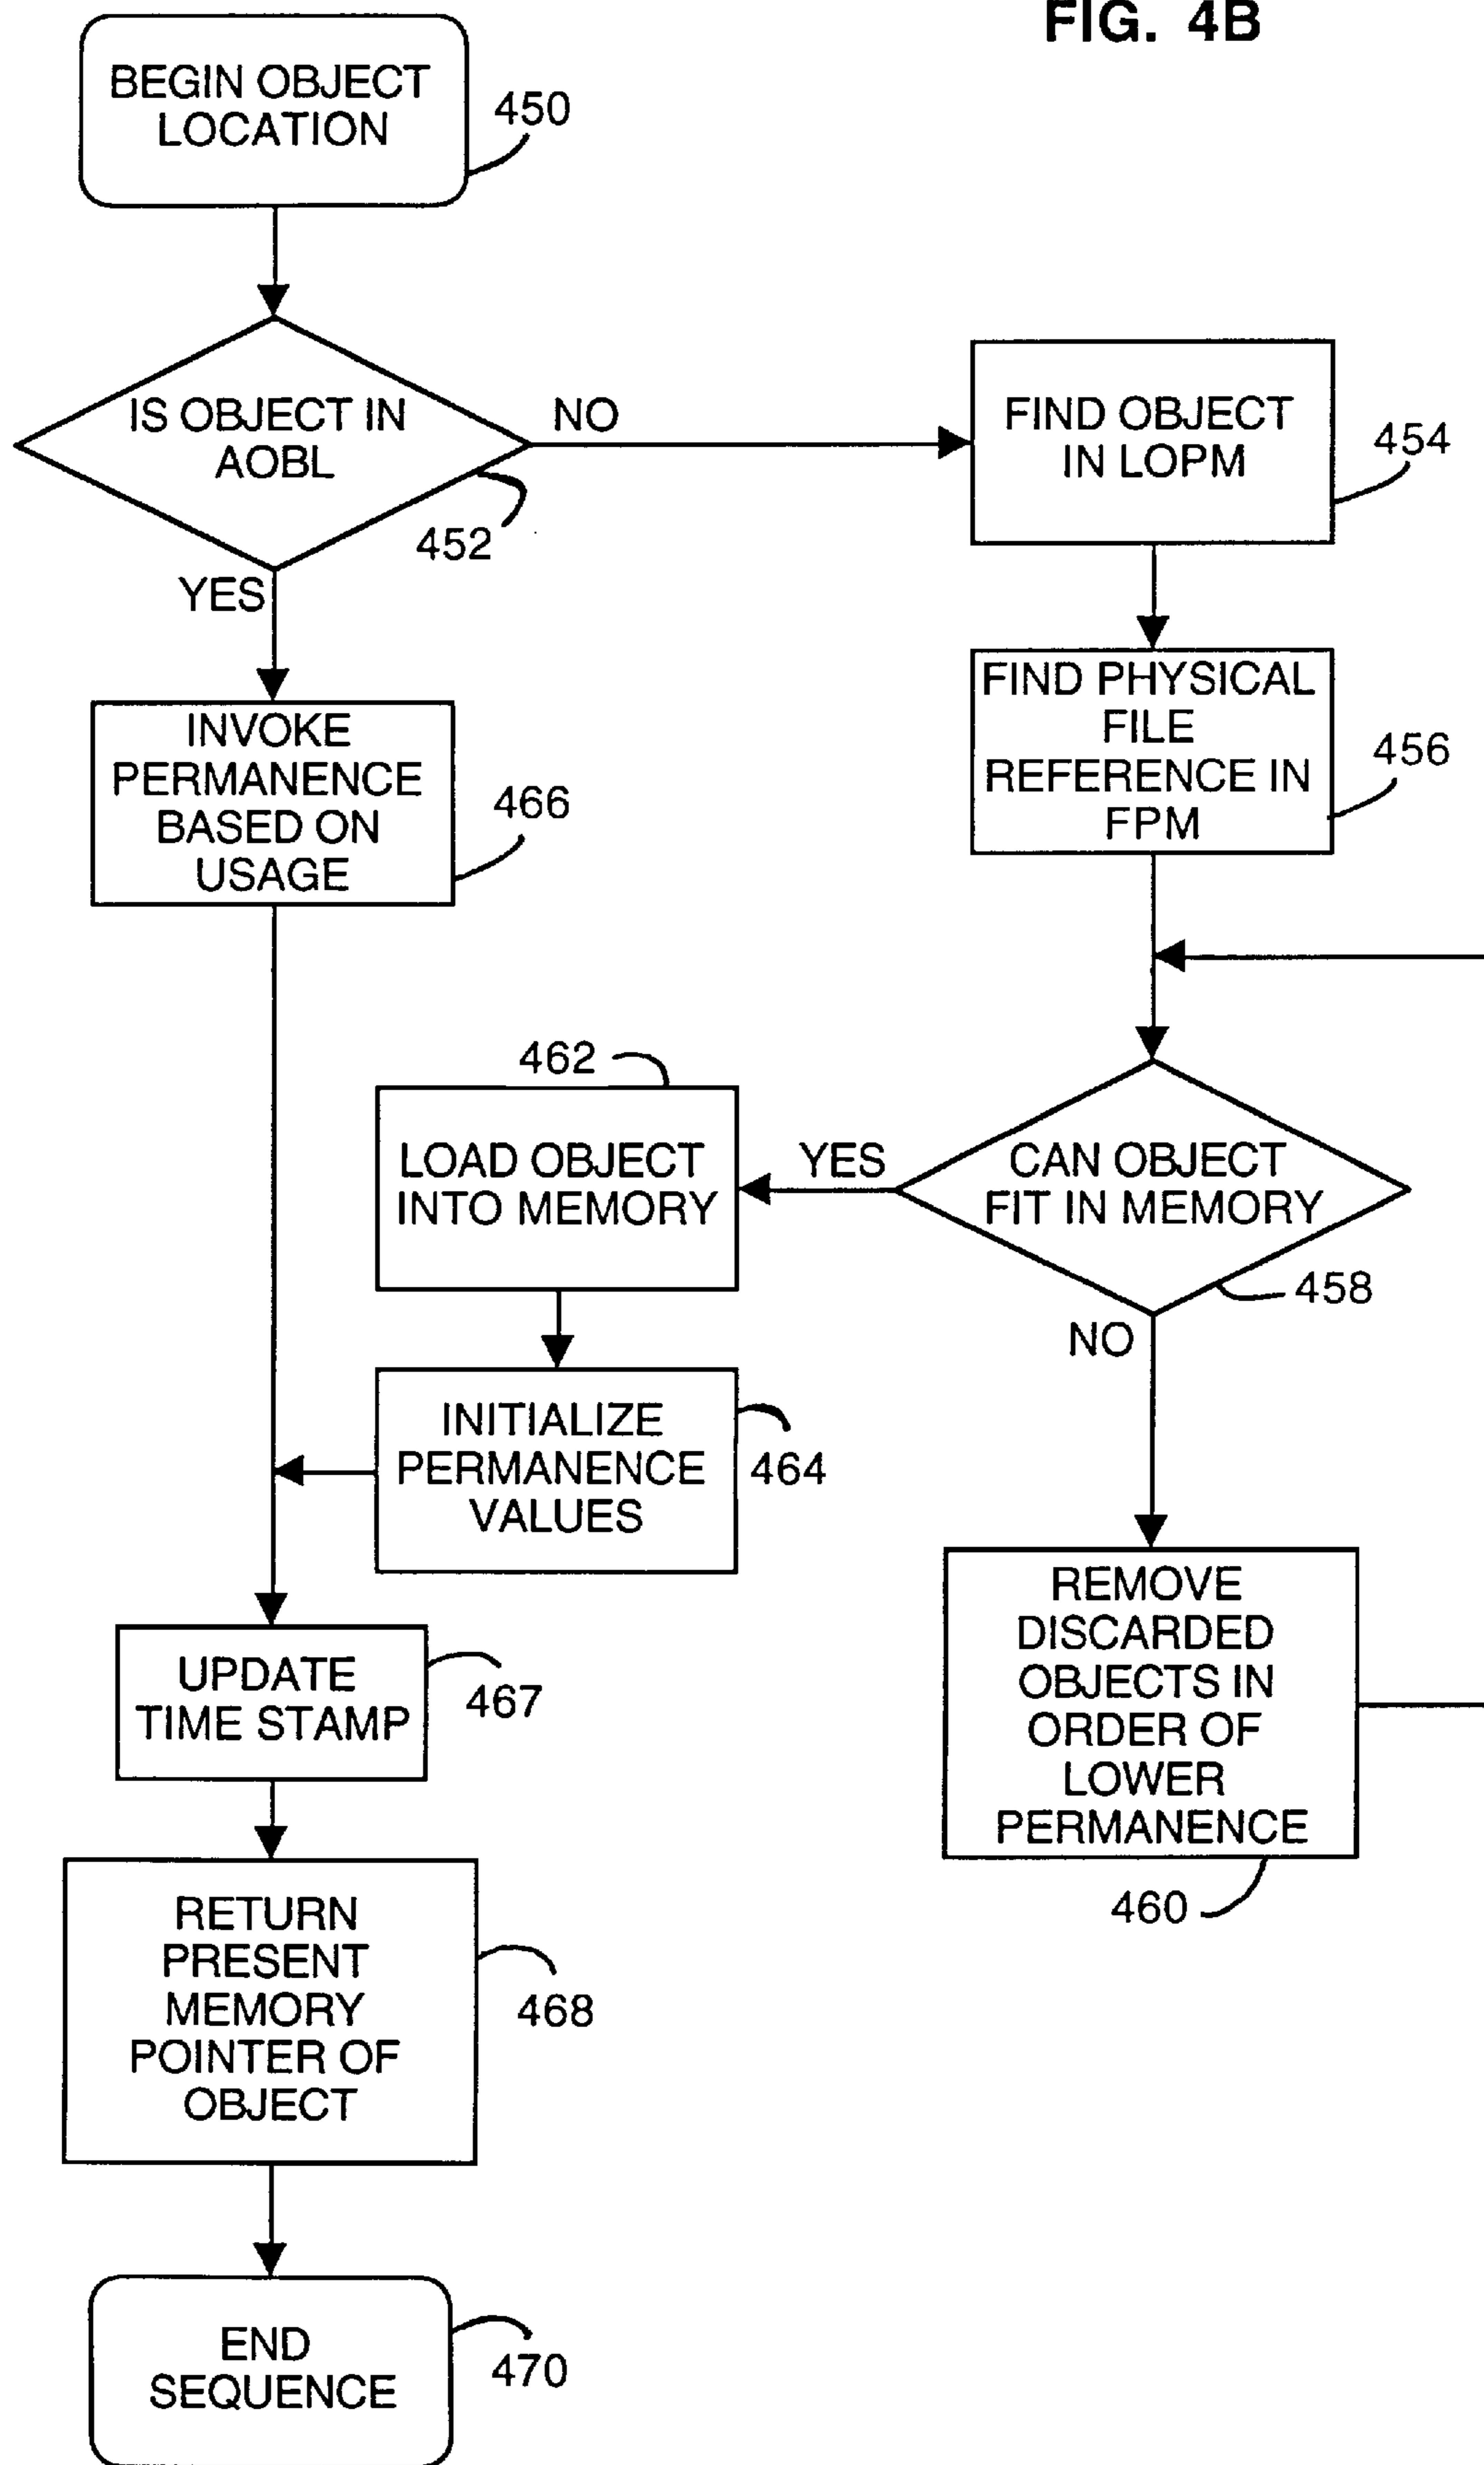 FIG. 4B
BEGIN OBJECT
LOCATION
450
IS OBJECT IN
AOBL
452
NO
YES
FIND OBJECT
IN LOPM
454
FIND PHYSICAL
FILE
REFERENCE IN
FPM
456
INVOKE
PERMANENCE
BASED ON
USAGE
466
462
LOAD OBJECT
INTO MEMORY
YES
CAN OBJECT
FIT IN MEMORY
458
NO
INITIALIZE
PERMANENCE
VALUES
464
REMOVE
DISCARDED
OBJECTS IN
ORDER OF
LOWER
PERMANENCE
460
UPDATE
TIME STAMP
467
RETURN
PRESENT
MEMORY
POINTER OF
OBJECT
468
END
SEQUENCE
470